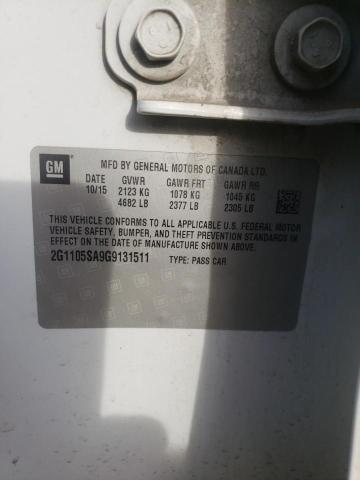 GM
MFD BY GENERAL MOTORS OF CANADA LTD.
DATE GVWR GAWR FRT GAWR RR
10/15 2123 KG 1078 KG 1045 KG
4682 LB 2377 LB 2305 LB
THIS VEHICLE CONFORMS TO ALL APPLICABLE U.S. FEDERAL MOTOR
VEHICLE SAFETY, BUMPER, AND THEFT PREVENTION STANDARDS IN
EFFECT ON THE DATE OF MANUFACTURE SHOWN ABOVE.
2G1105SA9G9131511 TYPE: PASS CAR